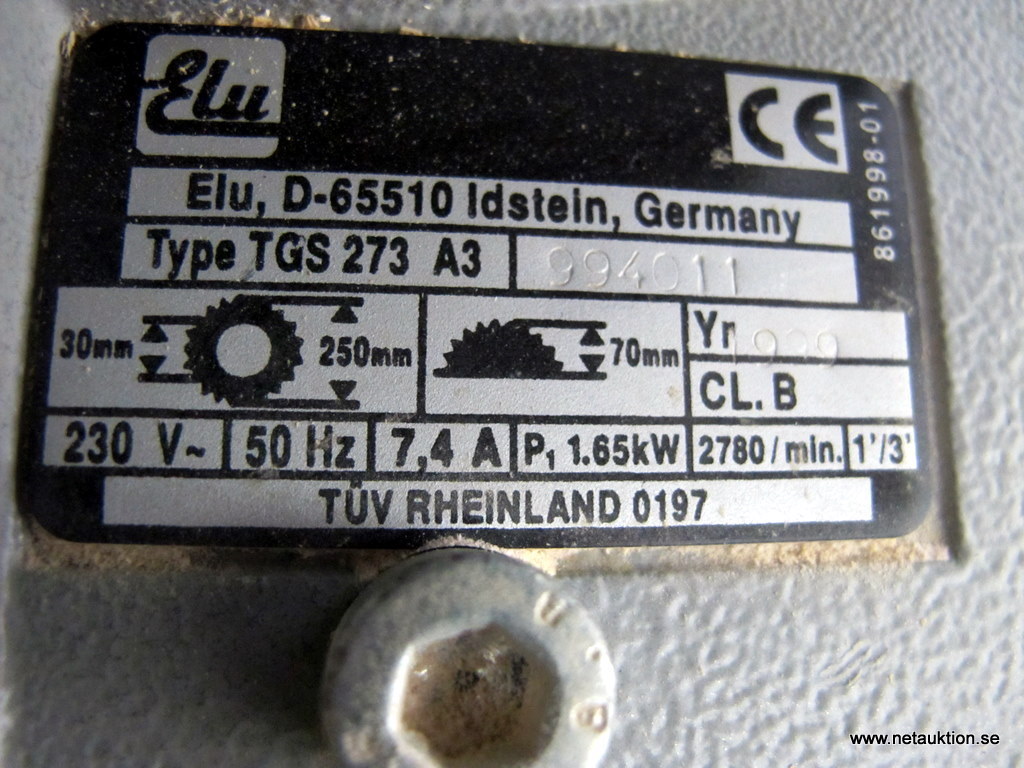 Elu
CE
861998-01
Elu, D-65510 Idstein, Germany
Type TGS 273 A3
994011
30mm
250mm
70mm
Yr 1999
CL. B
230 V~
50 Hz
7,4 A
P₁ 1.65kW
2780/min.
1'/3'
TÜV RHEINLAND 0197
www.netauktion.se